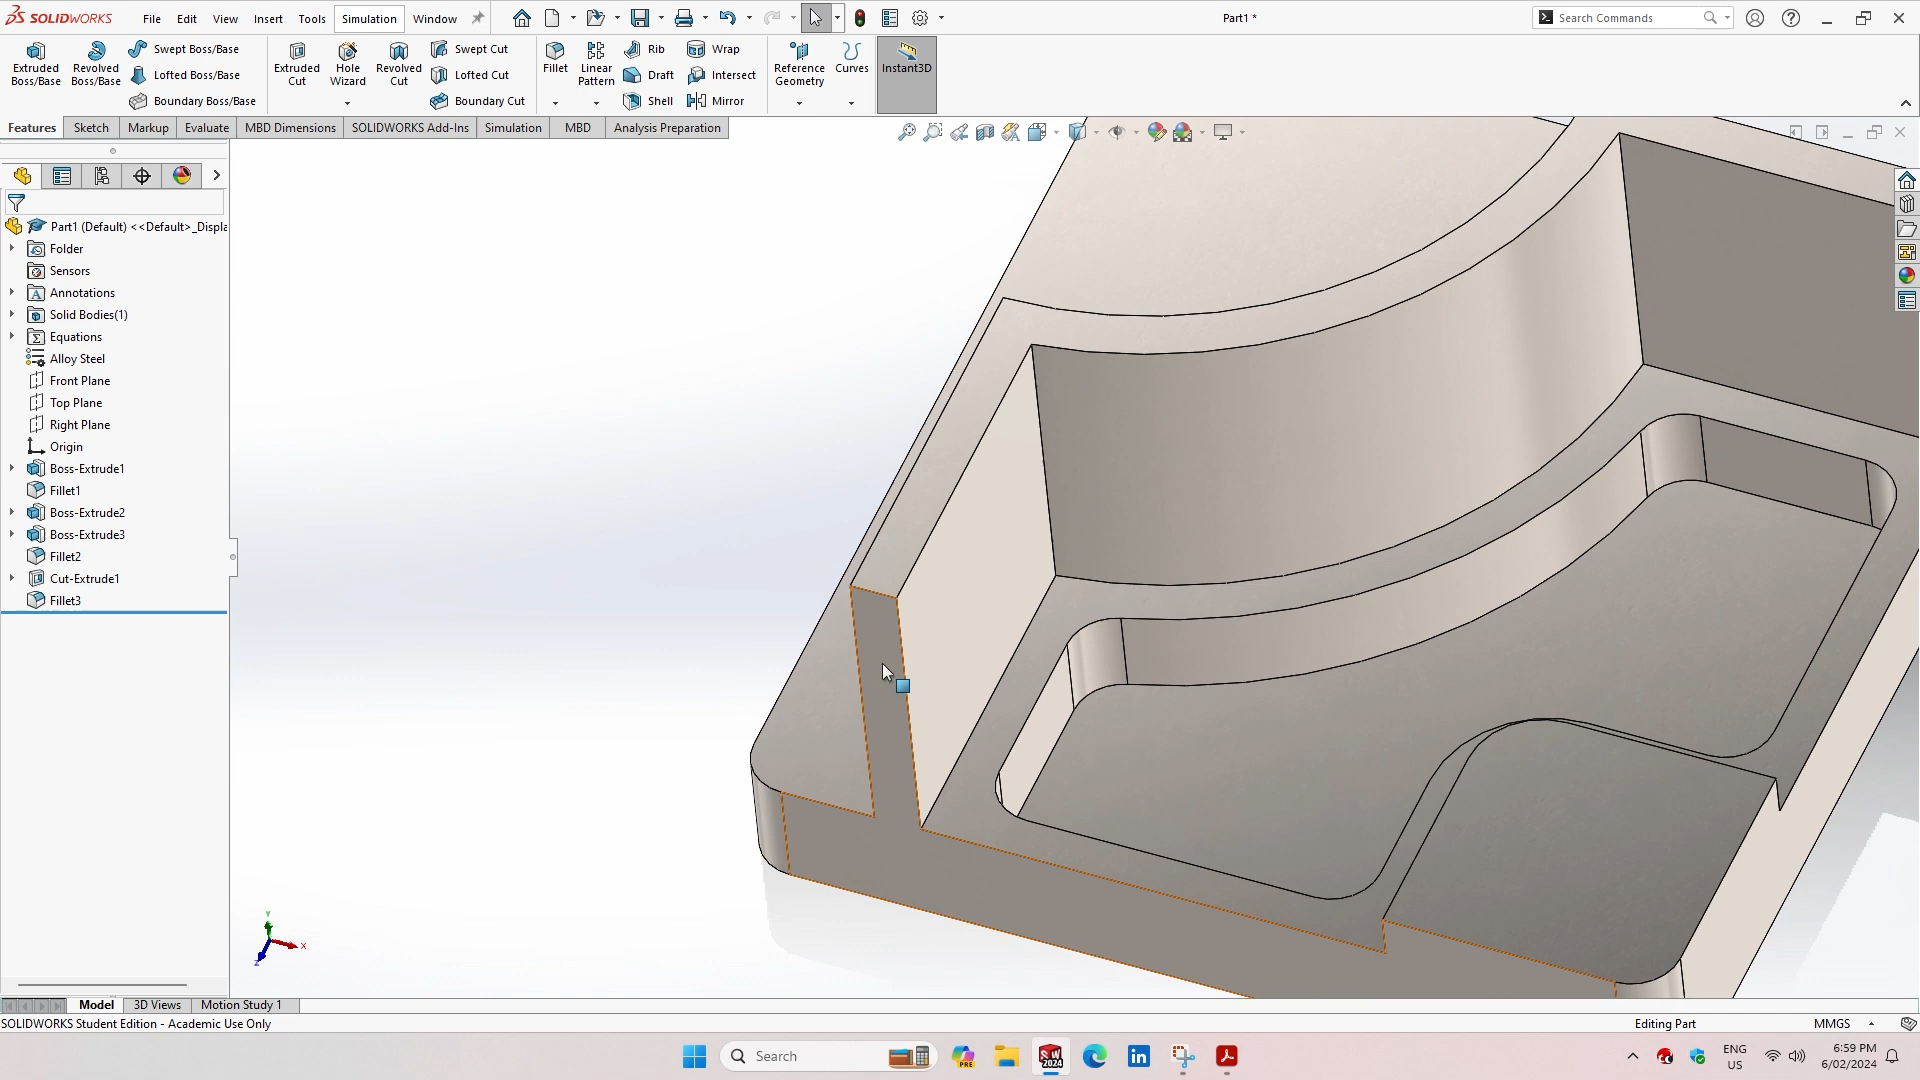 SOLIDWORKS
File Edit View Insert Tools Simulation Window
Part1 *
Search Commands
Extruded Boss/Base
Revolved Boss/Base
Swept Boss/Base
Lofted Boss/Base
Boundary Boss/Base
Extruded Cut
Hole Wizard
Revolved Cut
Swept Cut
Lofted Cut
Boundary Cut
Fillet
Linear Pattern
Rib
Draft
Shell
Wrap
Intersect
Mirror
Reference Geometry
Curves
Instant3D
Features Sketch Markup Evaluate MBD Dimensions SOLIDWORKS Add-Ins Simulation MBD Analysis Preparation
Part1 (Default) <<Default>_Displa
Folder
Sensors
Annotations
Solid Bodies(1)
Equations
Alloy Steel
Front Plane
Top Plane
Right Plane
Origin
Boss-Extrude1
Fillet1
Boss-Extrude2
Boss-Extrude3
Fillet2
Cut-Extrude1
Fillet3
Y
X
Z
Model 3D Views Motion Study 1
SOLIDWORKS Student Edition - Academic Use Only
Editing Part
MMGS
Search
PRE
SW
2024
ENG
US
6:59 PM
6/02/2024